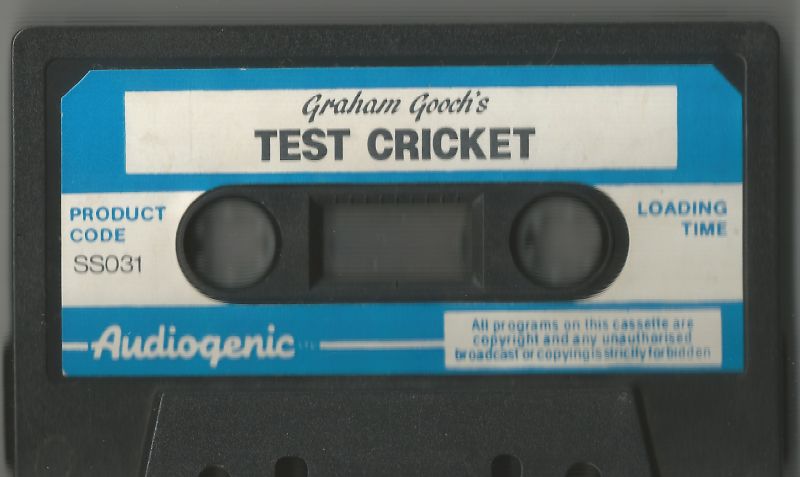 Graham Gooch's
TEST CRICKET
PRODUCT
CODE
SS031
LOADING
TIME
Audiogenic
All programs on this cassette are
copyright and any unauthorised
broadcast or copying is strictly forbidden